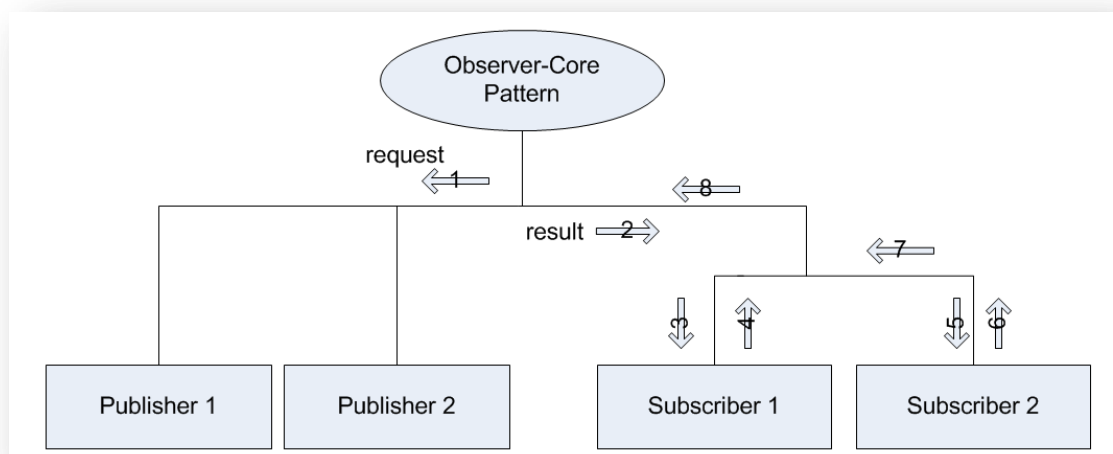 Observer-Core
Pattern
request
1
8
result
2
7
3
4
5
6
Publisher 1
Publisher 2
Subscriber 1
Subscriber 2